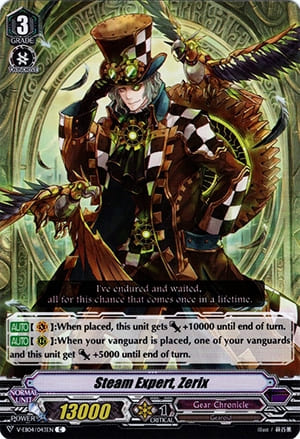 3
GRADE
I've endured and waited,
all for this chance that comes once in a lifetime.
AUTO [ ]:When placed, this unit gets +10000 until end of turn.
AUTO [ ]:When your vanguard is placed, one of your vanguards
and this unit get +5000 until end of turn.
Steam Expert, Zerix
NORMAL
UNIT
POWER 13000
1
CRITICAL
Gear Chronicle
Gearoid
V-EB04/043EN C